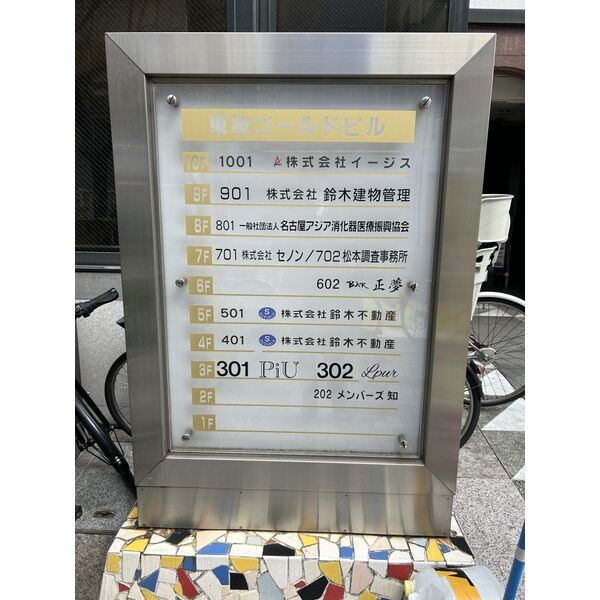 東桜ゴールドビル
10F 1001 株式会社イージス
9F 901 株式会社 鈴木建物管理
8F 801 一般社団法人 名古屋アジア消化器医療振興協会
7F 701 株式会社 セノン/702 松本調査事務所
6F 602 BAR 正夢
5F 501 S 株式会社 鈴木不動産
4F 401 S 株式会社 鈴木不動産
3F 301 PiU 302 Lpur
2F 202 メンバーズ 知
1F